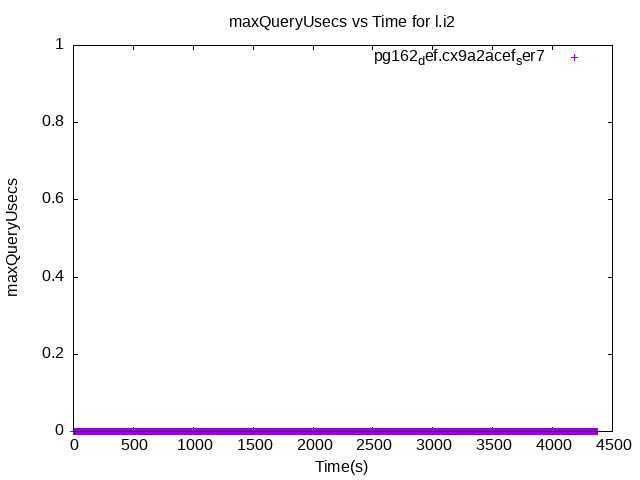 maxQueryUsecs vs Time for l.i2
pg162def.cx9a2acefser7
maxQueryUsecs
1
0.8
0.6
0.4
0.2
0
0 500 1000 1500 2000 2500 3000 3500 4000 4500
Time(s)